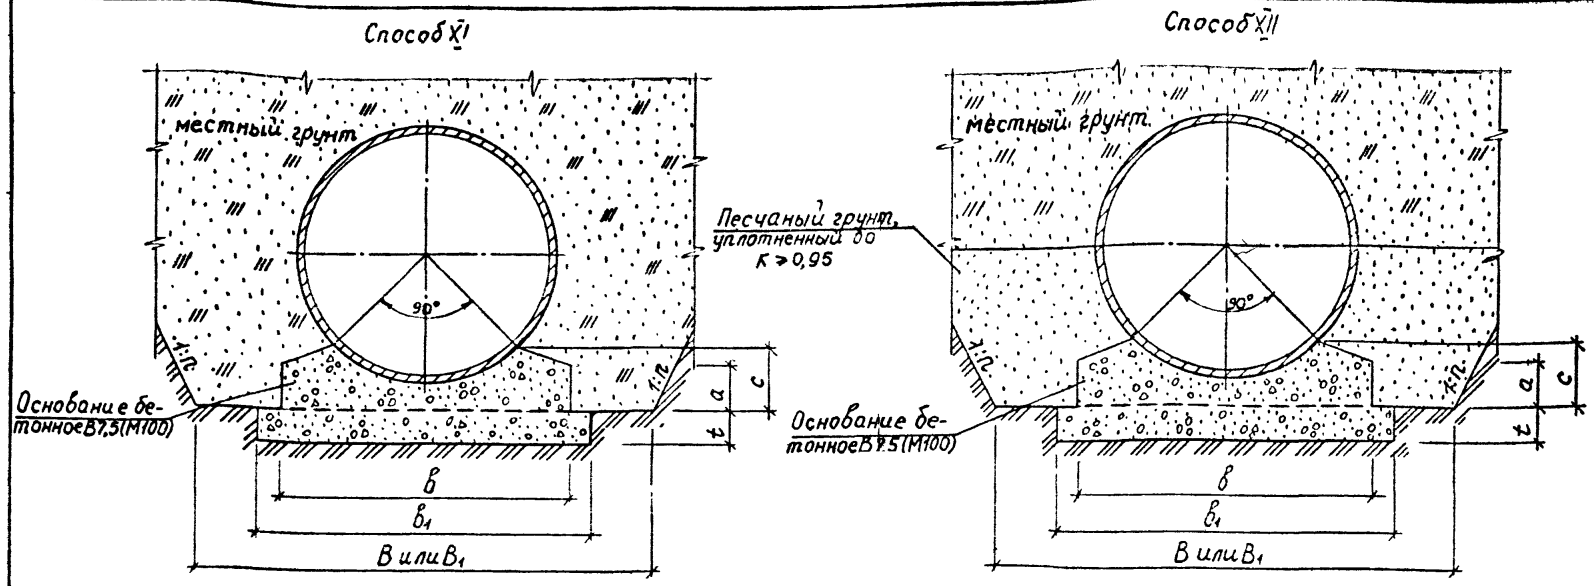 Способ XI
местный грунт
90°
1:п
1:п
Основание бе-
тонное В7,5(М100)
a
c
t
в
в₁
В или В₁
Способ XII
местный грунт.
Песчаный грунт,
уплотненный до
К ⩾ 0,95
90°
1:п
1:п
Основание бе-
тонное В7.5(М100)
a
c
t
в
в₁
В или В₁